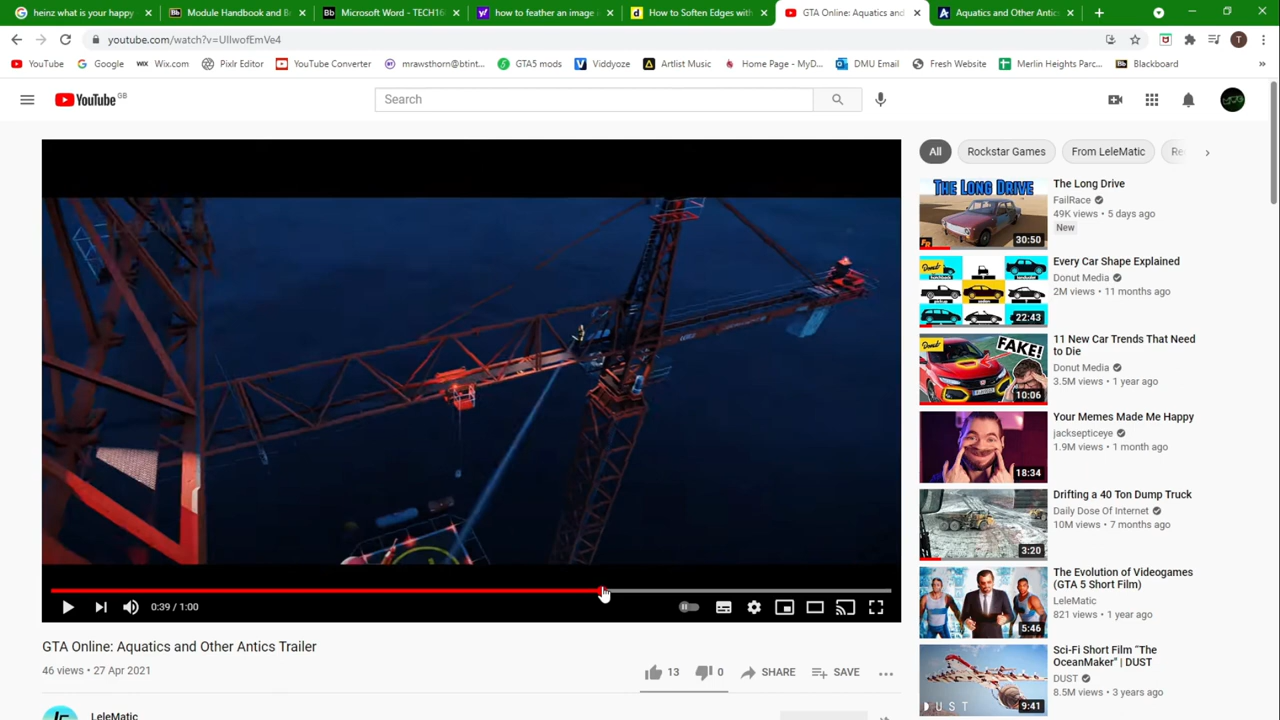 heinz what is your happy
Module Handbook and B
Microsoft Word - TECH16
how to feather an image i
How to Soften Edges with
GTA Online: Aquatics and
Aquatics and Other Antic
T
youtube.com/watch?v=UIIwofEmVe4
YouTube
Google
Wix.com
Pixlr Editor
YouTube Converter
mrawsthorn@btint...
GTA5 mods
Viddyoze
Artlist Music
Home Page - MyD...
DMU Email
Fresh Website
Merlin Heights Parc...
Blackboard
YouTube GB
Search
All
Rockstar Games
From LeleMatic
Re
THE LONG DRIVE
30:50
The Long Drive
FailRace
49K views • 5 days ago
New
Donut
22:43
Every Car Shape Explained
Donut Media
2M views • 11 months ago
Donut
FAKE!
10:06
11 New Car Trends That Need
to Die
Donut Media
3.5M views • 1 year ago
18:34
Your Memes Made Me Happy
jacksepticeye
1.9M views • 1 month ago
3:20
Drifting a 40 Ton Dump Truck
Daily Dose Of Internet
10M views • 7 months ago
5:46
The Evolution of Videogames
(GTA 5 Short Film)
LeleMatic
821 views • 1 year ago
DUST
9:41
Sci-Fi Short Film "The
OceanMaker" | DUST
DUST
8.5M views • 3 years ago
0:39 / 1:00
GTA Online: Aquatics and Other Antics Trailer
46 views • 27 Apr 2021
13
0
SHARE
SAVE
LeleMatic